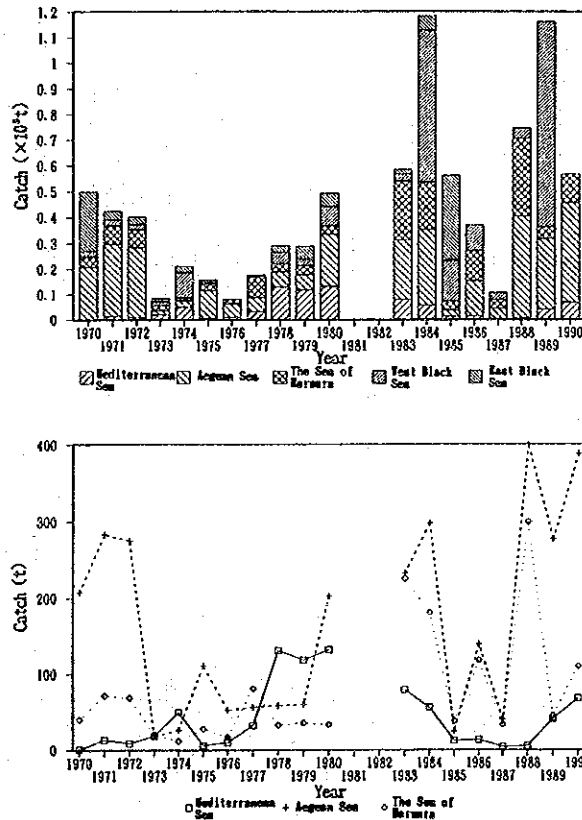 Catch (×10³t)
1.2
1.1
1
0.9
0.8
0.7
0.6
0.5
0.4
0.3
0.2
0.1
0
1970 1972 1974 1976 1978 1980 1982 1984 1986 1988 1990
1971 1973 1975 1977 1979 1981 1983 1985 1987 1989
Year
Mediterranean Sea Aegean Sea The Sea of Marmara West Black Sea East Black Sea
Catch (t)
400
300
200
100
0
1970 1972 1974 1976 1978 1980 1982 1984 1986 1988 199
1971 1973 1975 1977 1979 1981 1983 1985 1987 1989
Year
Mediterranean Sea Aegean Sea The Sea of Marmara